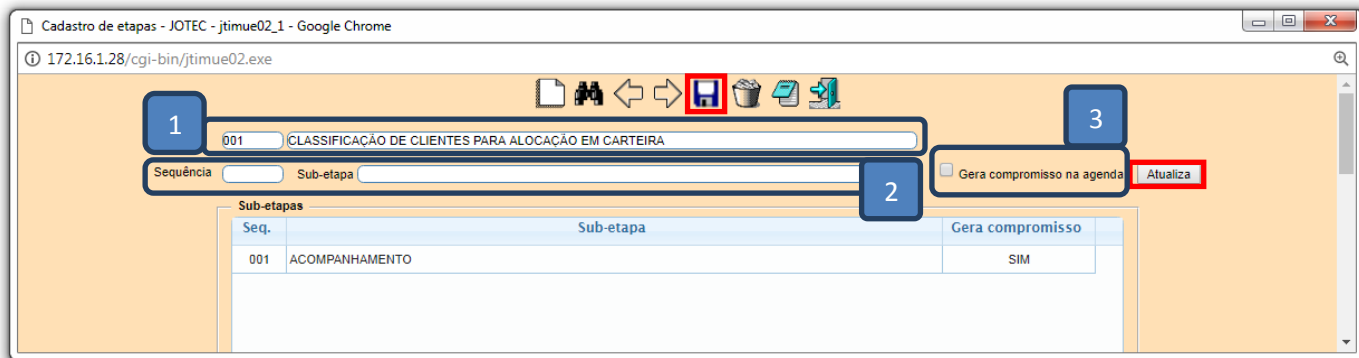 Cadastro de etapas - JOTEC - jtimue02_1 - Google Chrome
172.16.1.28/cgi-bin/jtimue02.exe
1
3
001 CLASSIFICAÇÃO DE CLIENTES PARA ALOCAÇÃO EM CARTEIRA
Sequência Sub-etapa 2 Gera compromisso na agenda Atualiza
Sub-etapas
Seq. Sub-etapa Gera compromisso
001 ACOMPANHAMENTO SIM